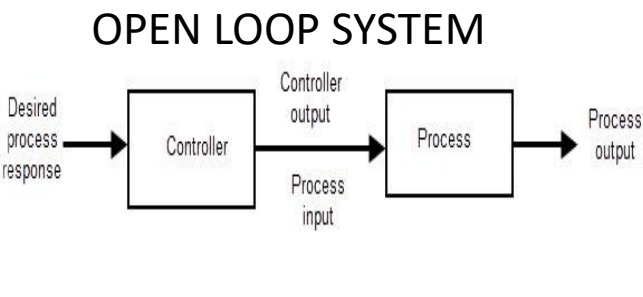 OPEN LOOP SYSTEM
Desired
process
response
Controller
Controller
output
Process
input
Process
Process
output